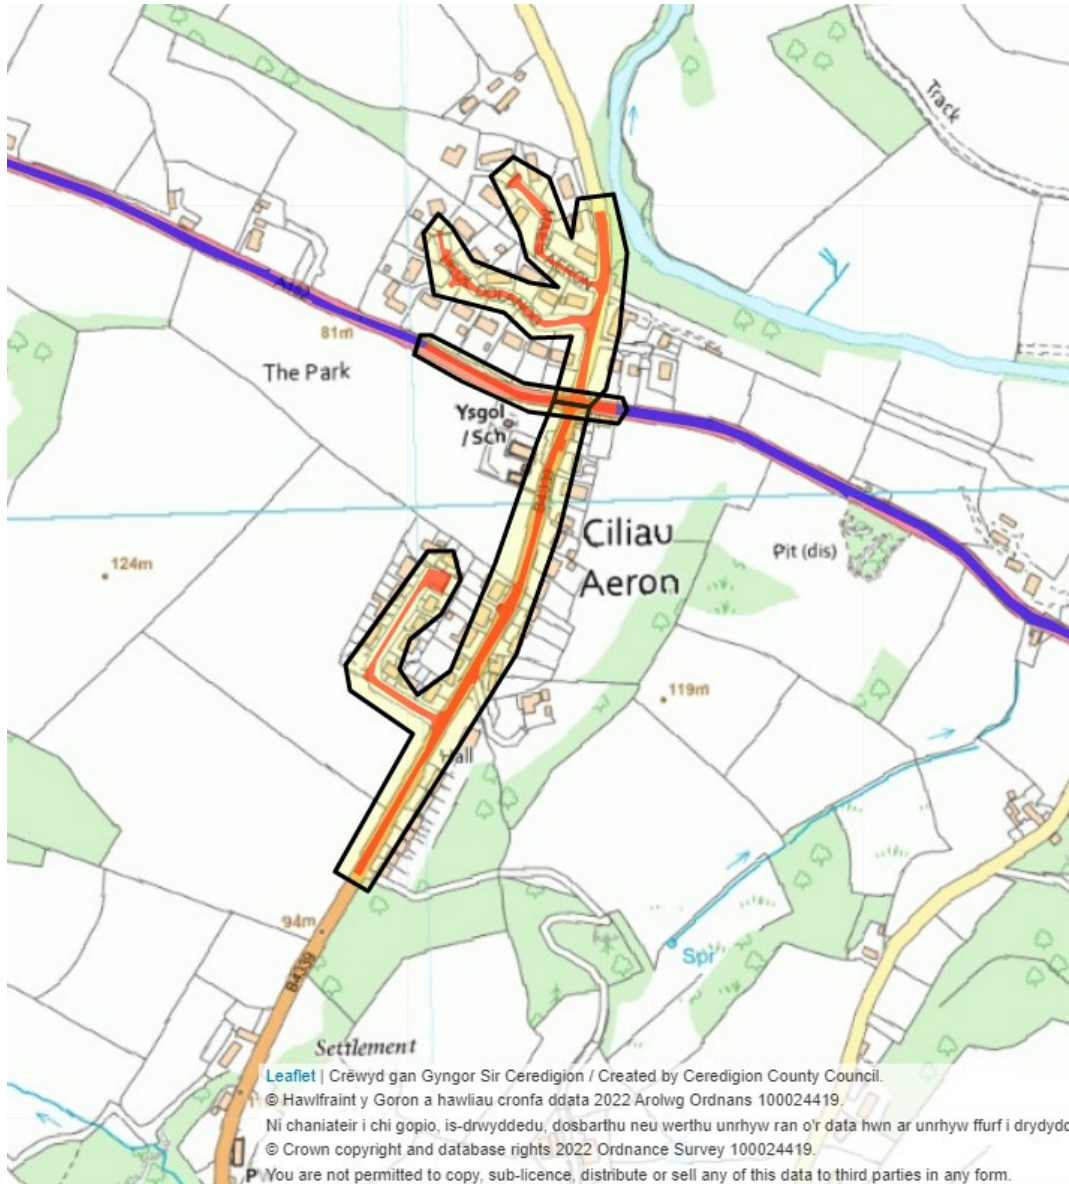 Track
A482
81m
The Park
Ysgol
/Sch
B4339
Ciliau
Aeron
Pit (dis)
124m
119m
Hall
94m
B4339
Spr
Settlement
Leaflet | Crëwyd gan Gyngor Sir Ceredigion / Created by Ceredigion County Council.
© Hawlfraint y Goron a hawliau cronfa ddata 2022 Arolwg Ordnans 100024419.
Ni chaniateir i chi gopïo, is-drwyddedu, dosbarthu neu werthu unrhyw ran o'r data hwn ar unrhyw ffurf i drydydd
© Crown copyright and database rights 2022 Ordnance Survey 100024419.
You are not permitted to copy, sub-licence, distribute or sell any of this data to third parties in any form.